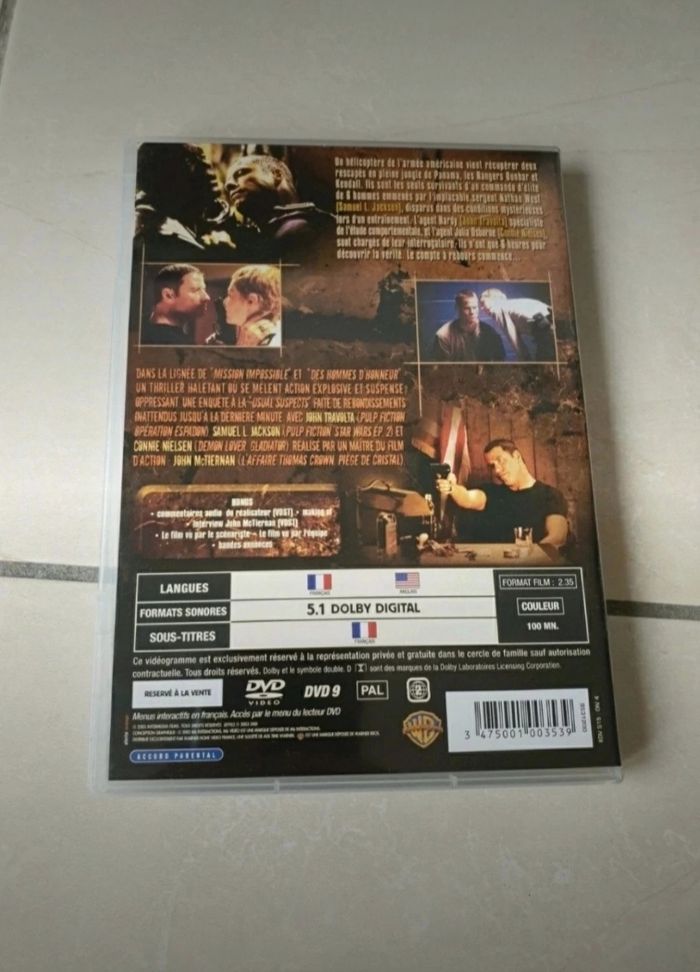 Un hélicoptère de l'armée américaine vient récupérer deux
rescapés en pleine jungle de Panama, les Rangers Dunbar et
Kendall. Ils sont les seuls survivants d'un commando d'élite
de 6 hommes emmenés par l'implacable sergent Nathan West
(Samuel L. Jackson), disparus dans des conditions mystérieuses
lors d'un entraînement. L'agent Hardy (John Travolta), spécialiste
de l'étude comportementale, et l'agent Julia Osborne (Connie Nielsen),
sont chargés de leur interrogatoire. Ils n'ont que 6 heures pour
découvrir la vérité. Le compte à rebours commence...
DANS LA LIGNÉE DE "MISSION IMPOSSIBLE" ET "DES HOMMES D'HONNEUR"
UN THRILLER HALETANT OÙ SE MÊLENT ACTION EXPLOSIVE ET SUSPENSE
OPPRESSANT UNE ENQUÊTE À LA "USUAL SUSPECTS" FAITE DE REBONDISSEMENTS
INATTENDUS JUSQU'À LA DERNIÈRE MINUTE AVEC JOHN TRAVOLTA (PULP FICTION
OPÉRATION ESPADON) SAMUEL L. JACKSON (PULP FICTION STAR WARS EP. 2) ET
CONNIE NIELSEN (DEMON LOVER GLADIATOR) RÉALISÉ PAR UN MAÎTRE DU FILM
D'ACTION : JOHN McTIERNAN (L'AFFAIRE THOMAS CROWN, PIÈGE DE CRISTAL)
BONUS
• commentaires audio du réalisateur (VOST) • making of
• interview John McTiernan (VOST)
• Le film vu par le scénariste - Le film vu par l'équipe
• bandes annonces
LANGUES FRANÇAIS ANGLAIS
FORMATS SONORES 5.1 DOLBY DIGITAL
SOUS-TITRES FRANÇAIS
FORMAT FILM : 2.35
COULEUR
100 MN.
Ce vidéogramme est exclusivement réservé à la représentation privée et gratuite dans le cercle de famille sauf autorisation
contractuelle. Tous droits réservés. Dolby et le symbole double D sont des marques de la Dolby Laboratories Licensing Corporation.
RÉSERVÉ À LA VENTE
DVD VIDEO
DVD 9
PAL
2
Menus interactifs en français. Accès par le menu du lecteur DVD
ACCORD PARENTAL
WB
3 475001 003539